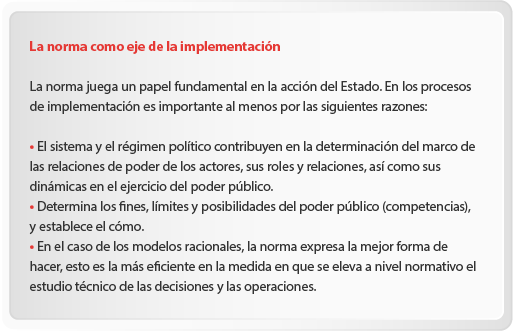 La norma como eje de la implementación
La norma juega un papel fundamental en la acción del Estado. En los procesos
de implementación es importante al menos por las siguientes razones:
• El sistema y el régimen político contribuyen en la determinación del marco de
las relaciones de poder de los actores, sus roles y relaciones, así como sus
dinámicas en el ejercicio del poder público.
• Determina los fines, límites y posibilidades del poder público (competencias),
y establece el cómo.
• En el caso de los modelos racionales, la norma expresa la mejor forma de
hacer, esto es la más eficiente en la medida en que se eleva a nivel normativo el
estudio técnico de las decisiones y las operaciones.